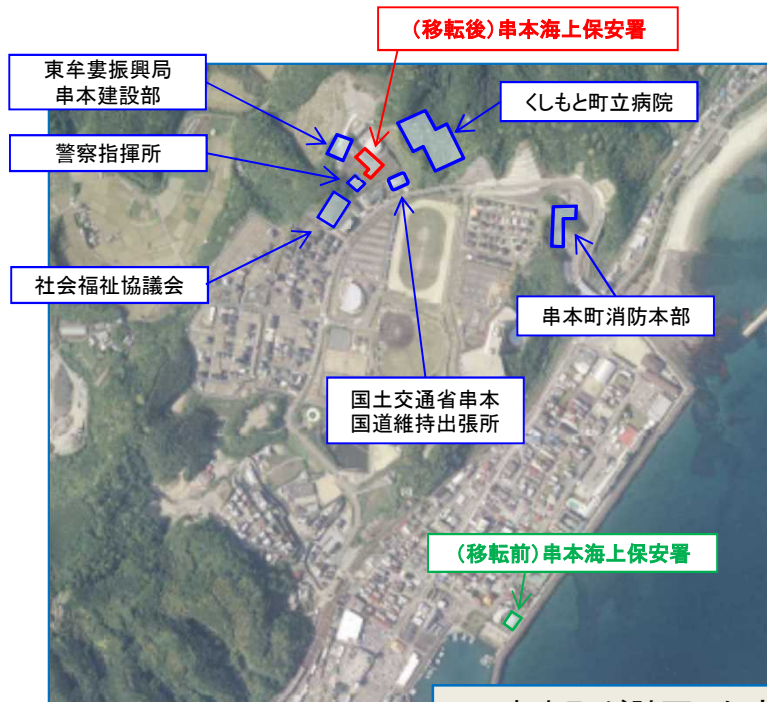 (移転後)串本海上保安署
東牟婁振興局
串本建設部
くしもと町立病院
警察指揮所
社会福祉協議会
串本町消防本部
国土交通省串本
国道維持出張所
(移転前)串本海上保安署